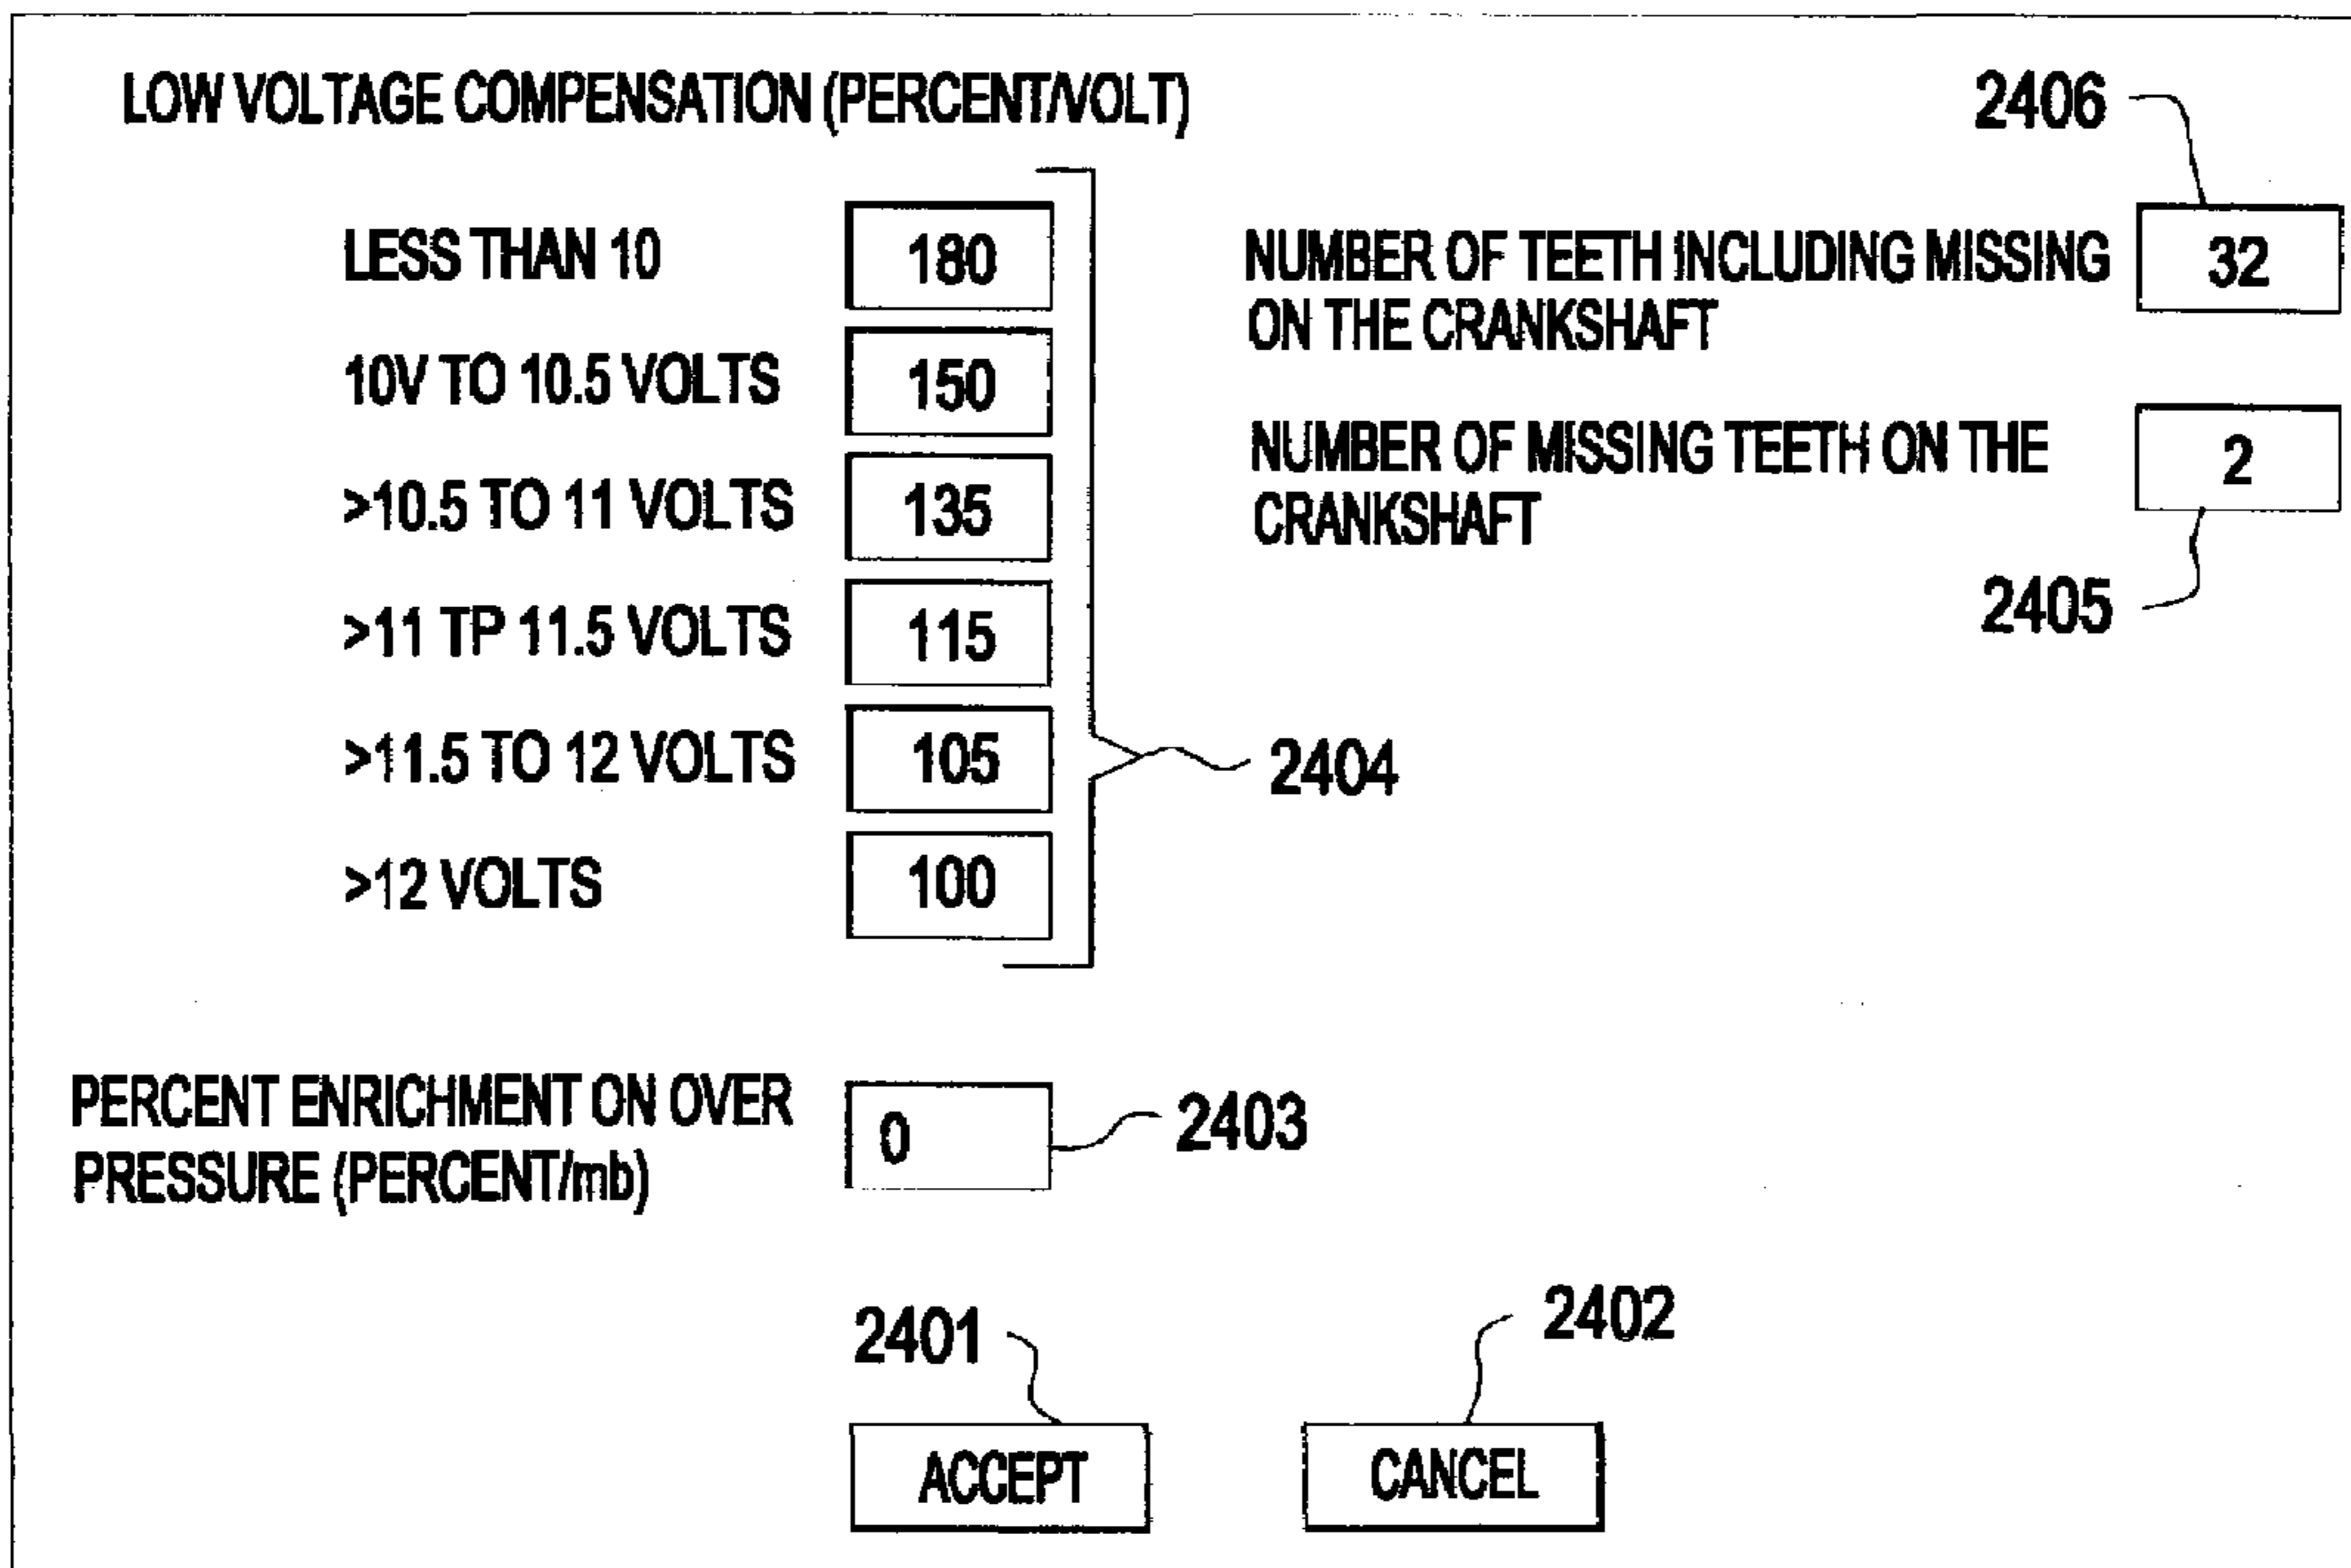 LOW VOLTAGE COMPENSATION (PERCENT/VOLT)
LESS THAN 10 180
10V TO 10.5 VOLTS 150
>10.5 TO 11 VOLTS 135
>11 TP 11.5 VOLTS 115
>11.5 TO 12 VOLTS 105
>12 VOLTS 100
2404
2406
NUMBER OF TEETH INCLUDING MISSING 32
ON THE CRANKSHAFT
NUMBER OF MISSING TEETH ON THE 2
CRANKSHAFT
2405
PERCENT ENRICHMENT ON OVER 0 2403
PRESSURE (PERCENT/mb)
2401 2402
ACCEPT CANCEL